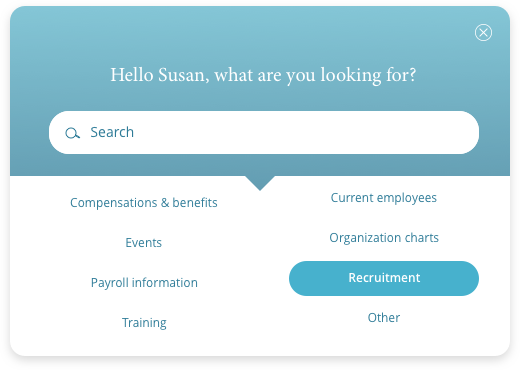 Hello Susan, what are you looking for?
Search
Compensations & benefits
Events
Payroll information
Training
Current employees
Organization charts
Recruitment
Other